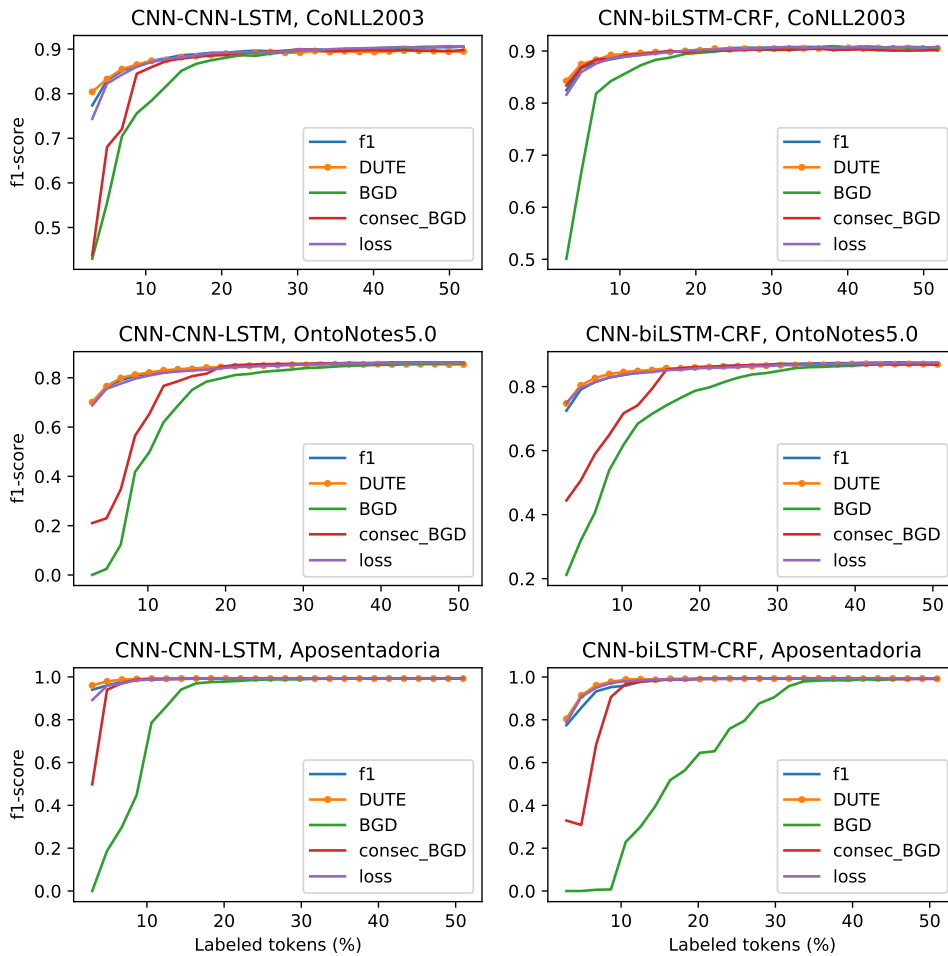 CNN-CNN-LSTM, CoNLL2003
0.9
0.8
0.7
0.6
0.5
f1-score
f1
DUTE
BGD
consec_BGD
loss
10 20 30 40 50
CNN-biLSTM-CRF, CoNLL2003
0.9
0.8
0.7
0.6
0.5
f1
DUTE
BGD
consec_BGD
loss
10 20 30 40 50
CNN-CNN-LSTM, OntoNotes5.0
0.8
0.6
0.4
0.2
0.0
f1-score
f1
DUTE
BGD
consec_BGD
loss
10 20 30 40 50
CNN-biLSTM-CRF, OntoNotes5.0
0.8
0.6
0.4
0.2
f1
DUTE
BGD
consec_BGD
loss
10 20 30 40 50
CNN-CNN-LSTM, Aposentadoria
1.0
0.8
0.6
0.4
0.2
0.0
f1-score
f1
DUTE
BGD
consec_BGD
loss
10 20 30 40 50
Labeled tokens (%)
CNN-biLSTM-CRF, Aposentadoria
1.0
0.8
0.6
0.4
0.2
0.0
f1
DUTE
BGD
consec_BGD
loss
10 20 30 40 50
Labeled tokens (%)